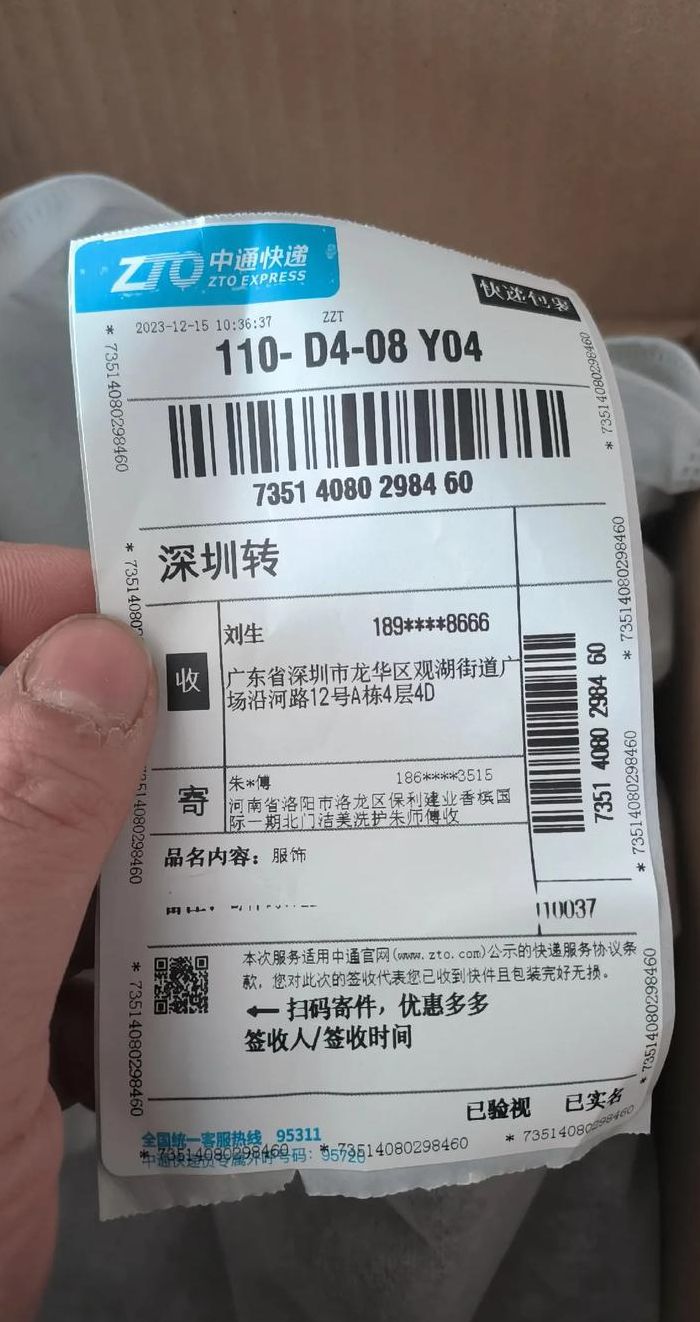 ZTO 中通快递
ZTO EXPRESS
快递包裹
2023-12-15 10:36:37 ZZT
110- D4-08 Y04
7351 4080 2984 60
深圳转
收
刘生 189****8666
广东省深圳市龙华区观湖街道广
场沿河路12号A栋4层4D
寄
朱*傅 186****3515
河南省洛阳市洛龙区保利建业香槟国
际一期北门洁美洗护朱师傅收
7351 4080 2984 60
品名内容：服饰
110037
本次服务适用中通官网(www.zto.com)公示的快递服务协议条
款，您对此次的签收代表您已收到快件且包装完好无损。
← 扫码寄件，优惠多多
签收人/签收时间
已验视 已实名
全国统一客服热线 95311
* 73514080298460 * 73514080298460 * 73514080298460
* 73514080298460
* 73514080
* 73514080298460
* 73514080298460
* 73514080298460
* 73514080298460
* 73514080298460